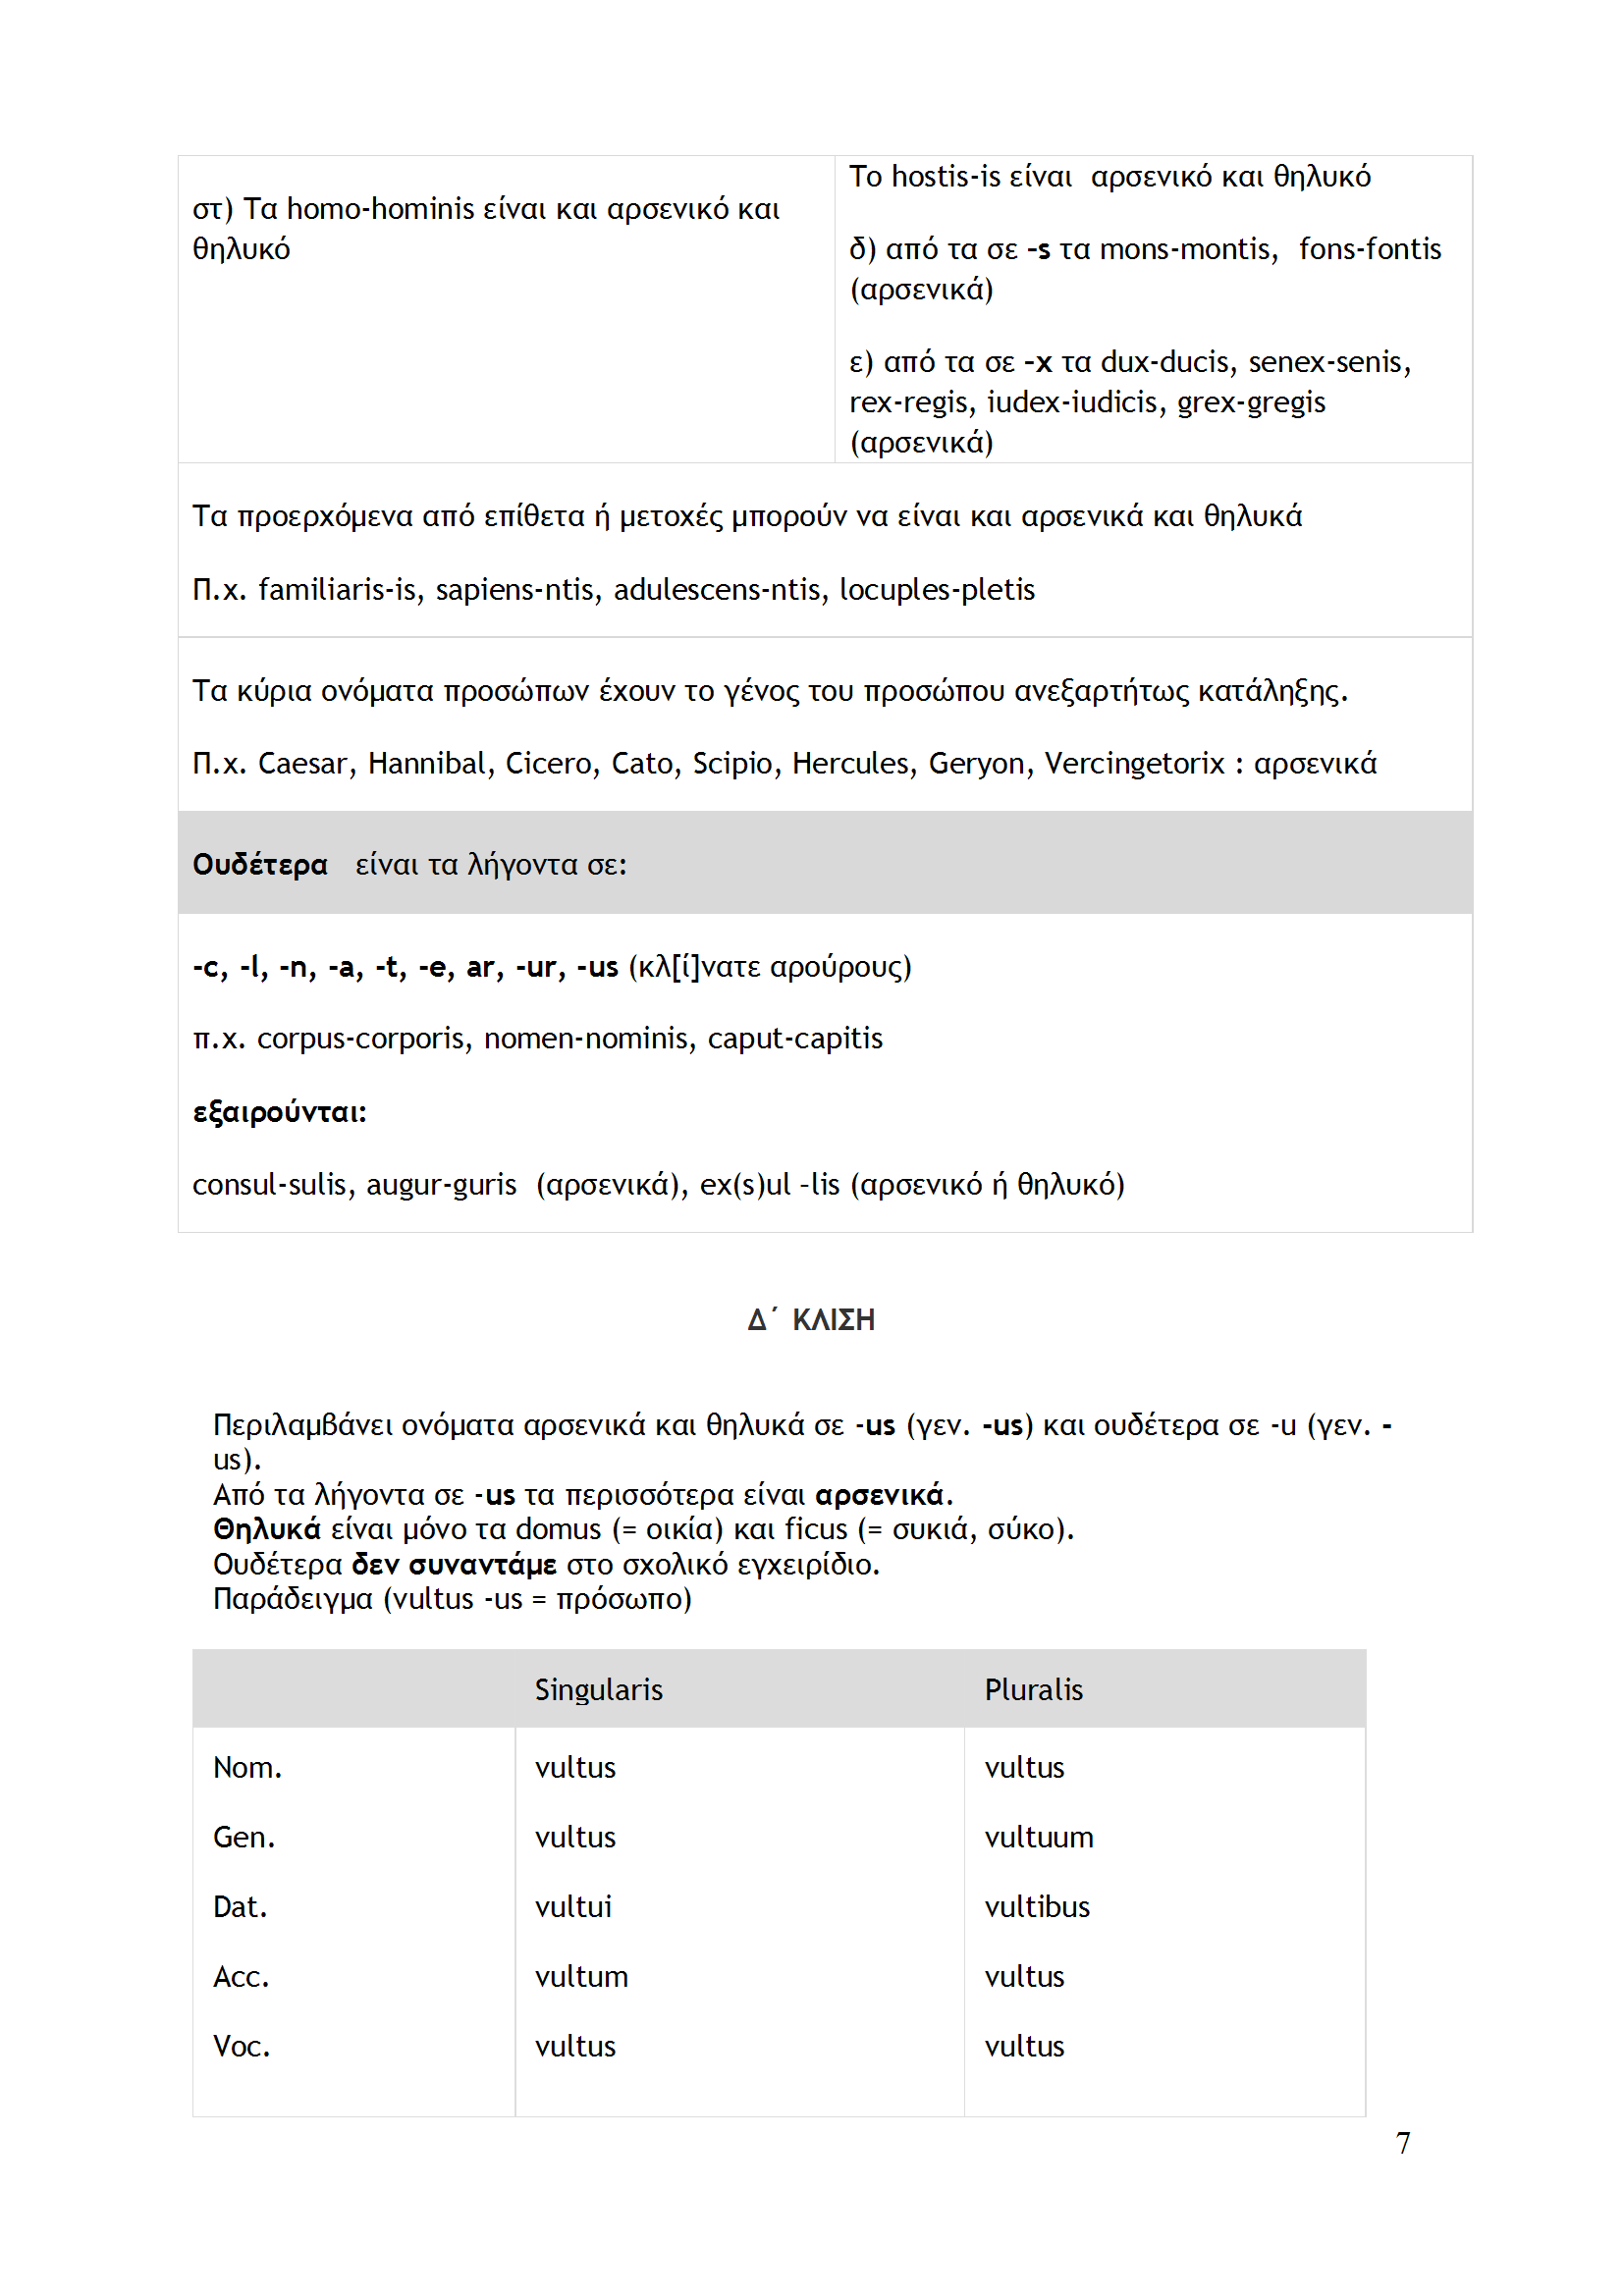 στ) Τα homo-hominis είναι και αρσενικό και
θηλυκό
Το hostis-is είναι  αρσενικό και θηλυκό
δ) από τα σε –s τα mons-montis,  fons-fontis
(αρσενικά)
ε) από τα σε –x τα dux-ducis, senex-senis,
rex-regis, iudex-iudicis, grex-gregis
(αρσενικά)
Τα προερχόμενα από επίθετα ή μετοχές μπορούν να είναι και αρσενικά και θηλυκά
Π.χ. familiaris-is, sapiens-ntis, adulescens-ntis, locuples-pletis
Τα κύρια ονόματα προσώπων έχουν το γένος του προσώπου ανεξαρτήτως κατάληξης.
Π.χ. Caesar, Hannibal, Cicero, Cato, Scipio, Hercules, Geryon, Vercingetorix : αρσενικά
Ουδέτερα   είναι τα λήγοντα σε:
-c, -l, -n, -a, -t, -e, ar, -ur, -us (κλ[ί]νατε αρούρους)
π.χ. corpus-corporis, nomen-nominis, caput-capitis
εξαιρούνται:
consul-sulis, augur-guris  (αρσενικά), ex(s)ul –lis (αρσενικό ή θηλυκό)
Δ΄ ΚΛΙΣΗ
Περιλαμβάνει ονόματα αρσενικά και θηλυκά σε -us (γεν. -us) και ουδέτερα σε -u (γεν. -
us).
Από τα λήγοντα σε -us τα περισσότερα είναι αρσενικά.
Θηλυκά είναι μόνο τα domus (= οικία) και ficus (= συκιά, σύκο).
Ουδέτερα δεν συναντάμε στο σχολικό εγχειρίδιο.
Παράδειγμα (vultus -us = πρόσωπο)
Singularis Pluralis
Nom. vultus vultus
Gen. vultus vultuum
Dat. vultui vultibus
Acc. vultum vultus
Voc. vultus vultus
7